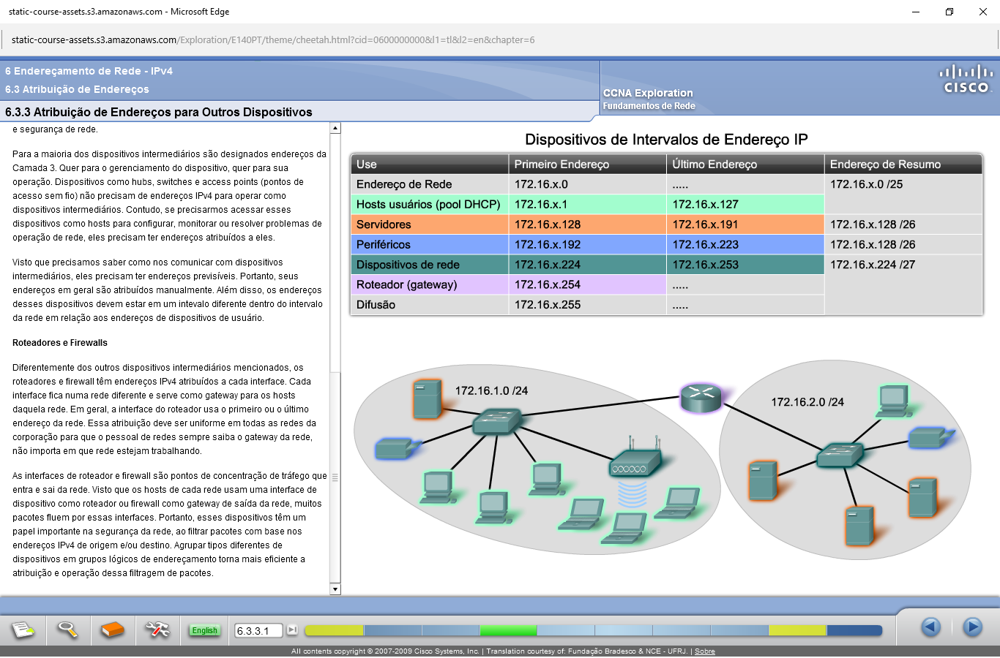 static-course-assets.s3.amazonaws.com - Microsoft Edge
static-course-assets.s3.amazonaws.com/Exploration/E140PT/theme/cheetah.html?cid=0600000000&l1=tl&l2=en&chapter=6
6 Endereçamento de Rede - IPv4
6.3 Atribuição de Endereços
6.3.3 Atribuição de Endereços para Outros Dispositivos
CCNA Exploration
Fundamentos de Rede
CISCO
e segurança de rede.
Para a maioria dos dispositivos intermediários são designados endereços da
Camada 3. Quer para o gerenciamento do dispositivo, quer para sua
operação. Dispositivos como hubs, switches e access points (pontos de
acesso sem fio) não precisam de endereços IPv4 para operar como
dispositivos intermediários. Contudo, se precisarmos acessar esses
dispositivos como hosts para configurar, monitorar ou resolver problemas de
operação de rede, eles precisam ter endereços atribuídos a eles.
Visto que precisamos saber como nos comunicar com dispositivos
intermediários, eles precisam ter endereços previsíveis. Portanto, seus
endereços em geral são atribuídos manualmente. Além disso, os endereços
desses dispositivos devem estar em um intevalo diferente dentro do intervalo
da rede em relação aos endereços de dispositivos de usuário.
Roteadores e Firewalls
Diferentemente dos outros dispositivos intermediários mencionados, os
roteadores e firewall têm endereços IPv4 atribuídos a cada interface. Cada
interface fica numa rede diferente e serve como gateway para os hosts
daquela rede. Em geral, a interface do roteador usa o primeiro ou o último
endereço da rede. Essa atribuição deve ser uniforme em todas as redes da
corporação para que o pessoal de redes sempre saiba o gateway da rede,
não importa em que rede estejam trabalhando.
As interfaces de roteador e firewall são pontos de concentração de tráfego que
entra e sai da rede. Visto que os hosts de cada rede usam uma interface de
dispositivo como roteador ou firewall como gateway de saída da rede, muitos
pacotes fluem por essas interfaces. Portanto, esses dispositivos têm um
papel importante na segurança da rede, ao filtrar pacotes com base nos
endereços IPv4 de origem e/ou destino. Agrupar tipos diferentes de
dispositivos em grupos lógicos de endereçamento torna mais eficiente a
atribuição e operação dessa filtragem de pacotes.
Dispositivos de Intervalos de Endereço IP
Use Primeiro Endereço Último Endereço Endereço de Resumo
Endereço de Rede 172.16.x.0 ..... 172.16.x.0 /25
Hosts usuários (pool DHCP) 172.16.x.1 172.16.x.127
Servidores 172.16.x.128 172.16.x.191 172.16.x.128 /26
Periféricos 172.16.x.192 172.16.x.223 172.16.x.128 /26
Dispositivos de rede 172.16.x.224 172.16.x.253 172.16.x.224 /27
Roteador (gateway) 172.16.x.254 .....
Difusão 172.16.x.255 .....
172.16.1.0 /24
172.16.2.0 /24
English
6.3.3.1
All contents copyright © 2007-2009 Cisco Systems, Inc. | Translation courtesy of: Fundação Bradesco & NCE - UFRJ. | Sobre